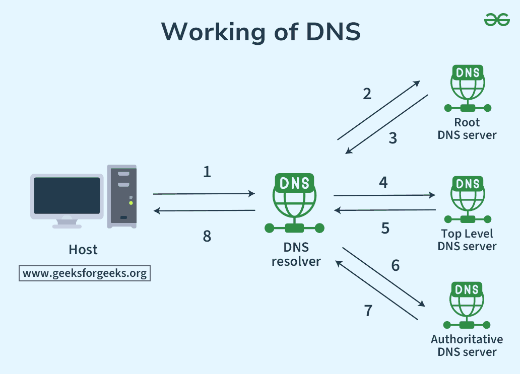 Working of DNS
DNS
2
3
Root
DNS server
1
8
Host
www.geeksforgeeks.org
DNS
DNS
resolver
4
5
DNS
Top Level
DNS server
6
7
DNS
Authoritative
DNS server